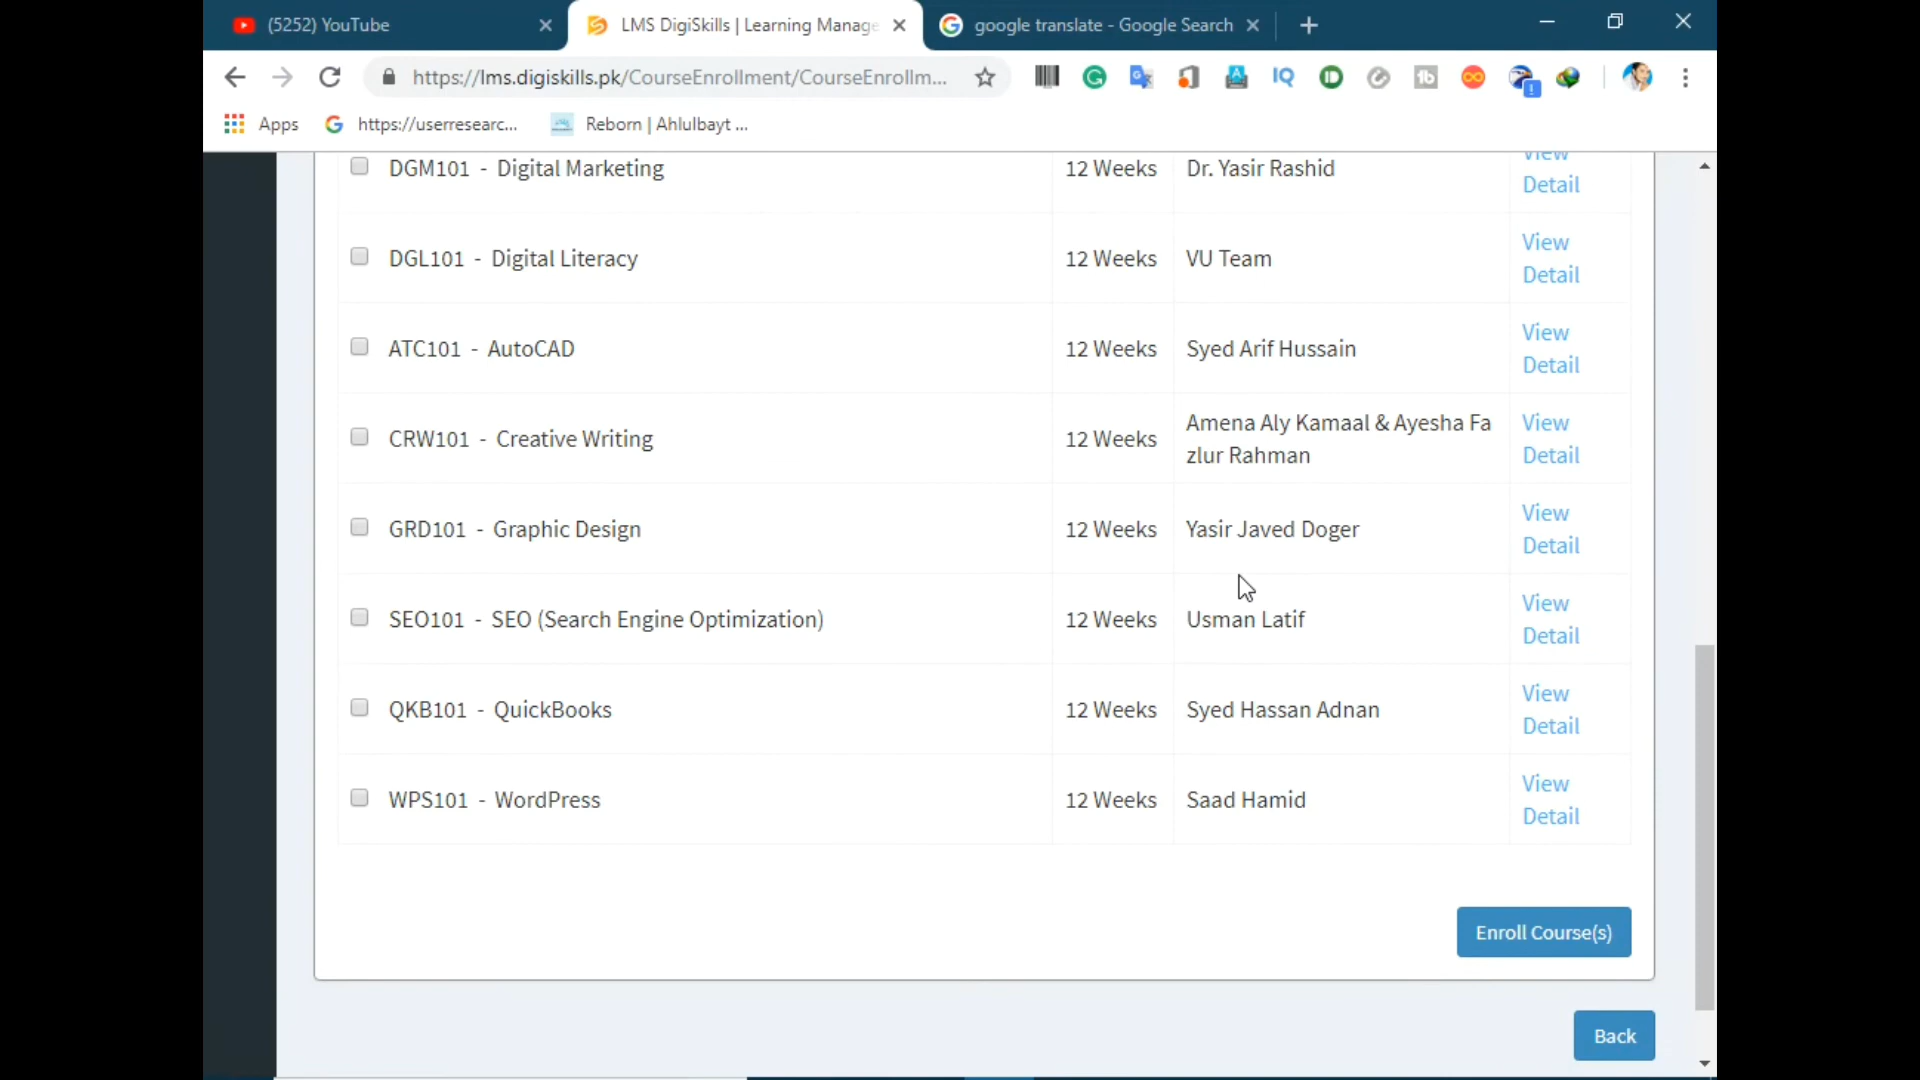 (5252) YouTube
LMS DigiSkills | Learning Manage
google translate - Google Search
https://lms.digiskills.pk/CourseEnrollment/CourseEnrollm...
Apps
https://userresearc...
Reborn | Ahlulbayt ...
DGM101 - Digital Marketing 12 Weeks Dr. Yasir Rashid View
Detail
DGL101 - Digital Literacy 12 Weeks VU Team View
Detail
ATC101 - AutoCAD 12 Weeks Syed Arif Hussain View
Detail
CRW101 - Creative Writing 12 Weeks Amena Aly Kamaal & Ayesha Fa
zlur Rahman View
Detail
GRD101 - Graphic Design 12 Weeks Yasir Javed Doger View
Detail
SEO101 - SEO (Search Engine Optimization) 12 Weeks Usman Latif View
Detail
QKB101 - QuickBooks 12 Weeks Syed Hassan Adnan View
Detail
WPS101 - WordPress 12 Weeks Saad Hamid View
Detail
Enroll Course(s)
Back